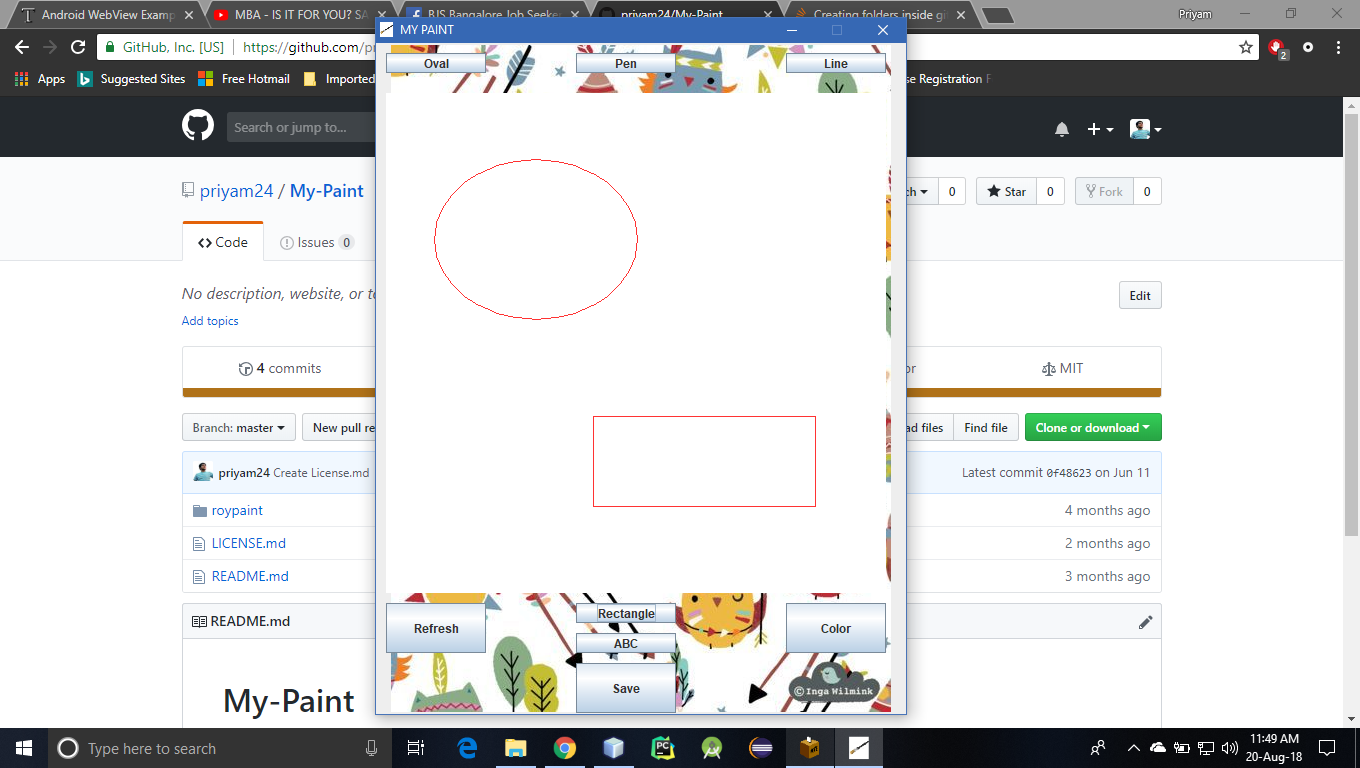 Android WebView Examp
MBA - IS IT FOR YOU? SA
BJS Bangalore Job Seeke
priyam24/My-Paint
Creating folders inside gi
Priyam
MY PAINT
GitHub, Inc. [US]
https://github.com/p
2
Oval
Pen
Line
Apps
Suggested Sites
Free Hotmail
Imported
se Registration F
Search or jump to...
priyam24 / My-Paint
ch
0
Star
0
Fork
0
Code
Issues
0
No description, website, or to
Edit
Add topics
4 commits
or
MIT
Branch: master
New pull re
ad files
Find file
Clone or download
priyam24 Create License.md
Latest commit 0f48623 on Jun 11
roypaint
4 months ago
LICENSE.md
2 months ago
README.md
3 months ago
README.md
Refresh
Rectangle
Color
ABC
Save
© Inga Wilmink
My-Paint
Type here to search
PC
11:49 AM
20-Aug-18